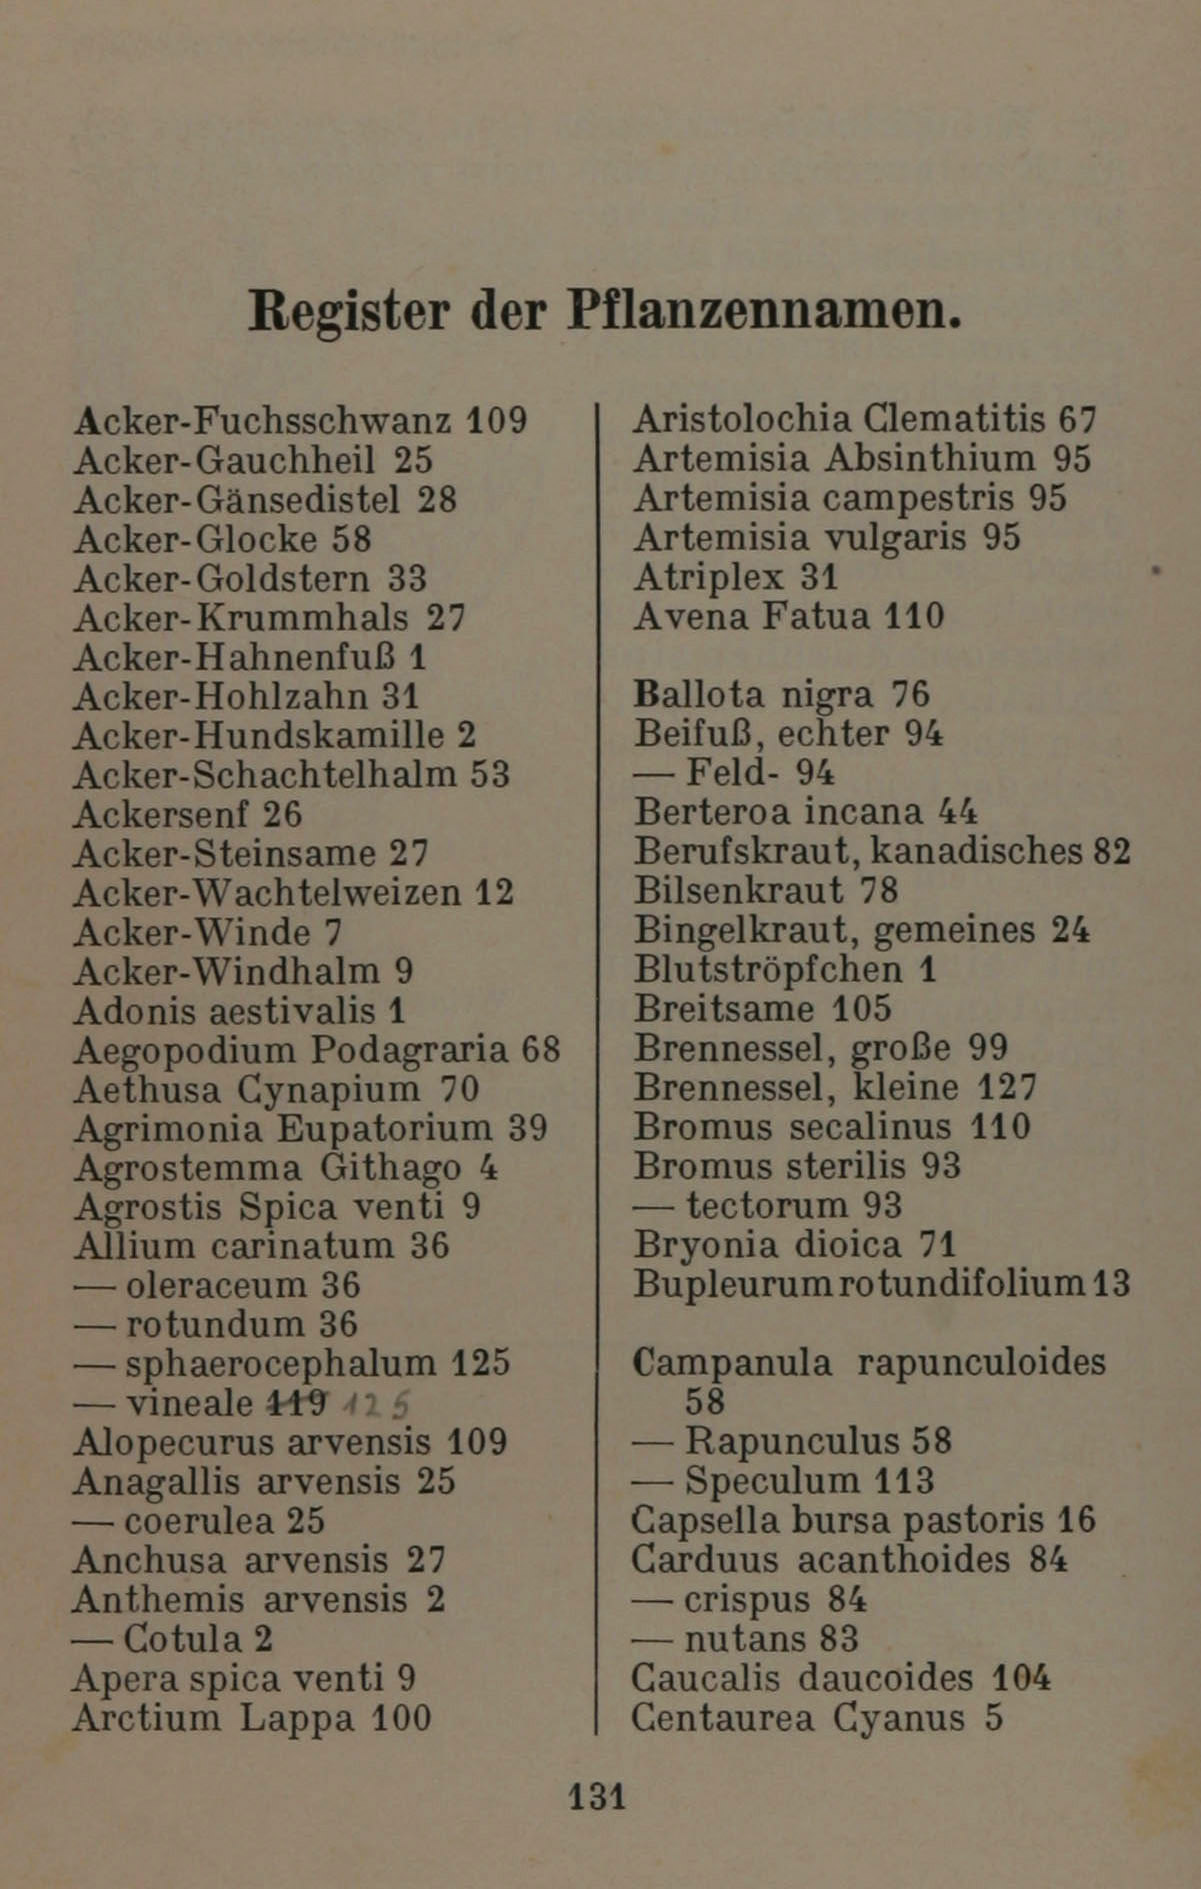 Register der Pflanzennamen.
Acker-Fuchsschwanz 109
Acker-Gauchheil 25
Acker-Gänsedistel 28
Acker-Glocke 58
Acker-Goldstern 33
Acker-Krummhals 27
Acker-Hahnenfuß 1
Acker-Hohlzahn 31
Acker-Hundskamille 2
Acker-Schachtelhalm 53
Ackersenf 26
Acker-Steinsame 27
Acker-Wachtelweizen 12
Acker-Winde 7
Acker-Windhalm 9
Adonis aestivalis 1
Aegopodium Podagraria 68
Aethusa Cynapium 70
Agrimonia Eupatorium 39
Agrostemma Githago 4
Agrostis Spica venti 9
Allium carinatum 36
— oleraceum 36
— rotundum 36
— sphaerocephalum 125
— vineale 119 125
Alopecurus arvensis 109
Anagallis arvensis 25
— coerulea 25
Anchusa arvensis 27
Anthemis arvensis 2
— Cotula 2
Apera spica venti 9
Arctium Lappa 100
Aristolochia Clematitis 67
Artemisia Absinthium 95
Artemisia campestris 95
Artemisia vulgaris 95
Atriplex 31
Avena Fatua 110
Ballota nigra 76
Beifuß, echter 94
— Feld- 94
Berteroa incana 44
Berufskraut, kanadisches 82
Bilsenkraut 78
Bingelkraut, gemeines 24
Blutströpfchen 1
Breitsame 105
Brennessel, große 99
Brennessel, kleine 127
Bromus secalinus 110
Bromus sterilis 93
— tectorum 93
Bryonia dioica 71
Bupleurum rotundifolium 13
Campanula rapunculoides
58
— Rapunculus 58
— Speculum 113
Capsella bursa pastoris 16
Carduus acanthoides 84
— crispus 84
— nutans 83
Caucalis daucoides 104
Centaurea Cyanus 5
131